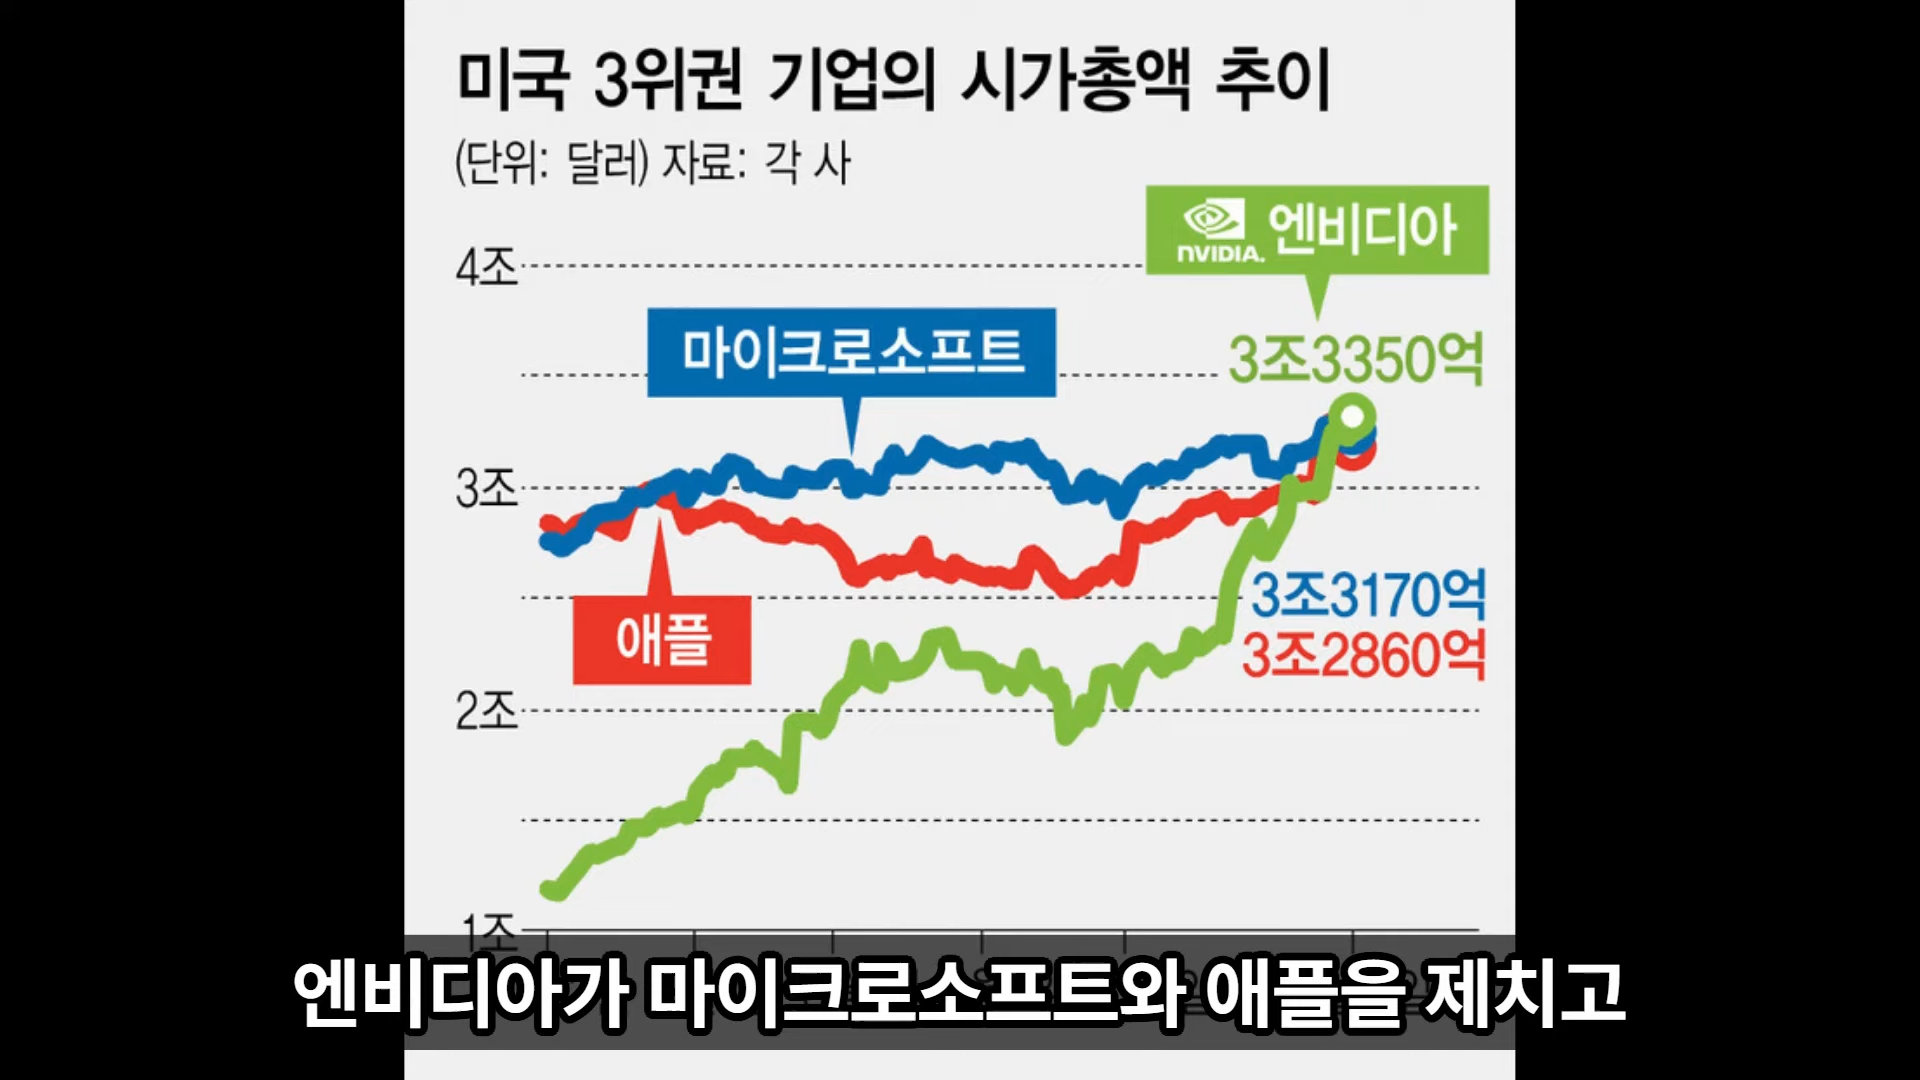 미국 3위권 기업의 시가총액 추이
(단위: 달러) 자료: 각 사
NVIDIA. 엔비디아
4조
마이크로소프트
3조3350억
3조
3조3170억
애플
3조2860억
2조
1조
엔비디아가 마이크로소프트와 애플을 제치고